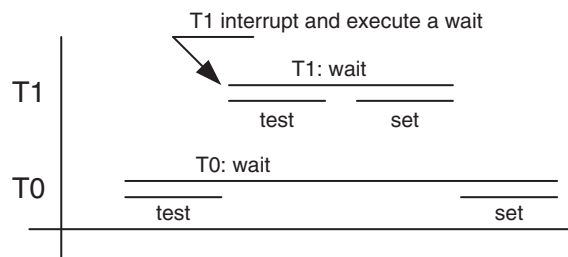 T1 interrupt and execute a wait
T1: wait
T1
test set
T0: wait
T0
test set